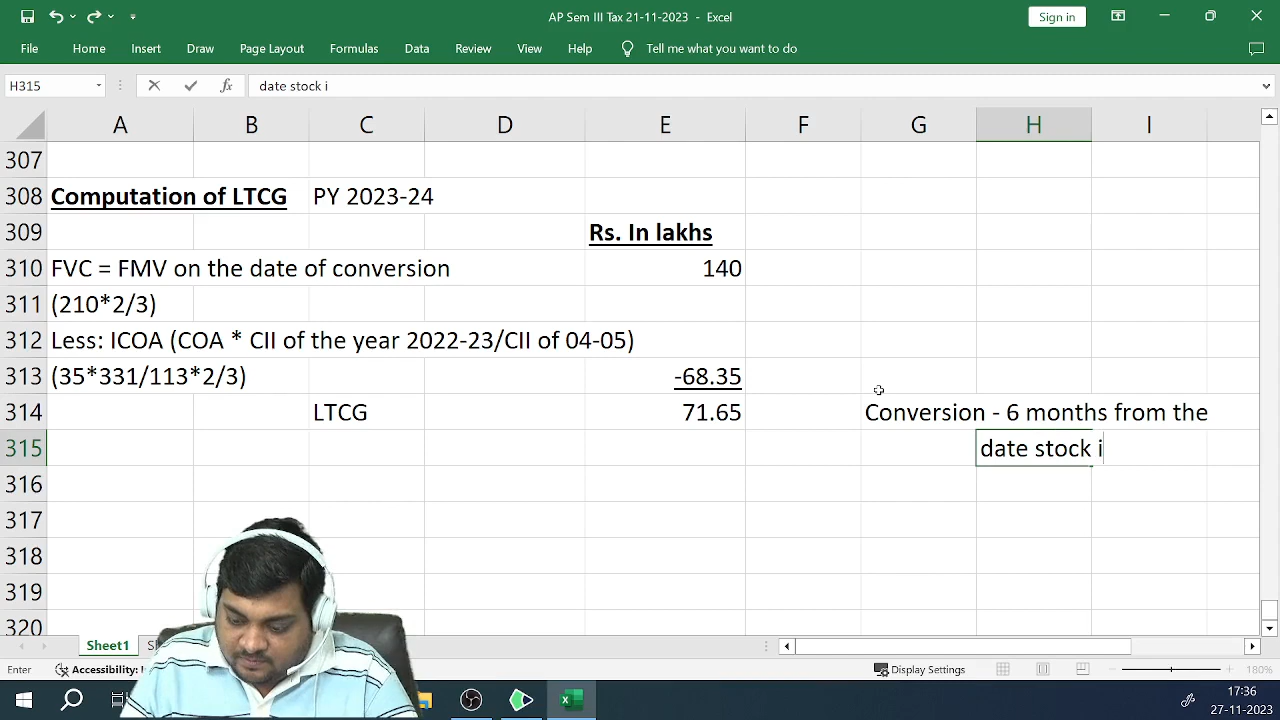 AP Sem III Tax 21-11-2023 - Excel
Sign in
File Home Insert Draw Page Layout Formulas Data Review View Help Tell me what you want to do
H315 fx date stock i
A B C D E F G H I
307
308 Computation of LTCG PY 2023-24
309 Rs. In lakhs
310 FVC = FMV on the date of conversion 140
311 (210*2/3)
312 Less: ICOA (COA * CII of the year 2022-23/CII of 04-05)
313 (35*331/113*2/3) -68.35
314 LTCG 71.65 Conversion - 6 months from the
315 date stock i
316
317
318
319
320
Sheet1
Enter Accessibility: Display Settings 180%
17:36
27-11-2023